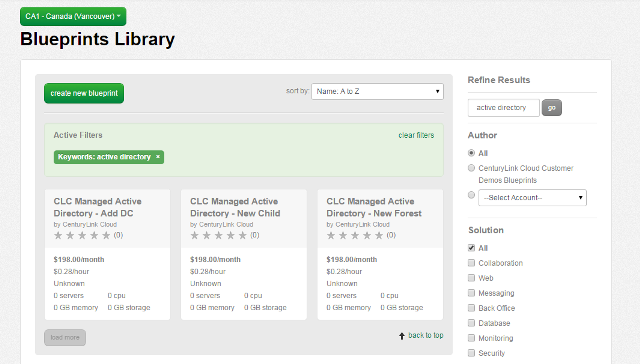 CA1 - Canada (Vancouver)
Blueprints Library
create new blueprint
sort by: Name: A to Z
Active Filters
clear filters
Keywords: active directory ×
CLC Managed Active
Directory - Add DC
by CenturyLink Cloud
(0)
$198.00/month
$0.28/hour
Unknown
0 servers 0 cpu
0 GB memory 0 GB storage
CLC Managed Active
Directory - New Child
by CenturyLink Cloud
(0)
$198.00/month
$0.28/hour
Unknown
0 servers 0 cpu
0 GB memory 0 GB storage
CLC Managed Active
Directory - New Forest
by CenturyLink Cloud
(0)
$198.00/month
$0.28/hour
Unknown
0 servers 0 cpu
0 GB memory 0 GB storage
load more
back to top
Refine Results
active directory go
Author
All
CenturyLink Cloud Customer
Demos Blueprints
--Select Account--
Solution
All
Collaboration
Web
Messaging
Back Office
Database
Monitoring
Security